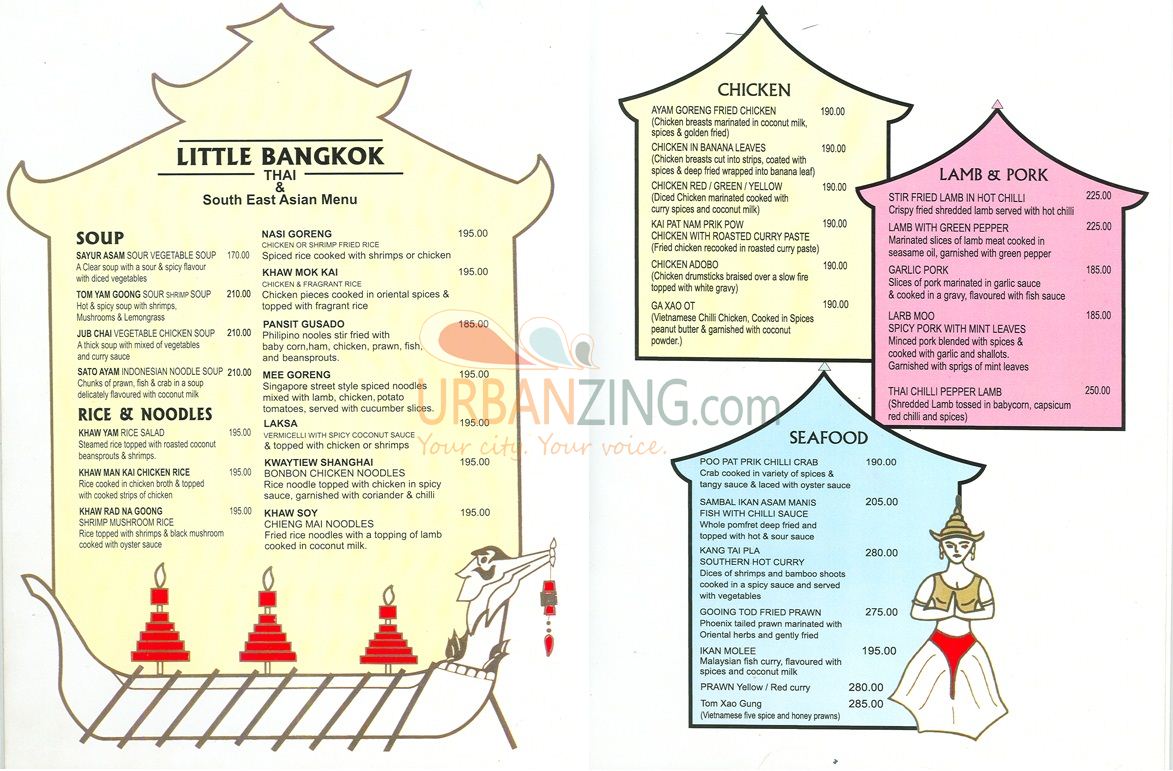 LITTLE BANGKOK
THAI
&
South East Asian Menu
SOUP
SAYUR ASAM SOUR VEGETABLE SOUP 170.00
A Clear soup with a sour & spicy flavour
with diced vegetables
TOM YAM GOONG SOUR SHRIMP SOUP 210.00
Hot & spicy soup with shrimps,
Mushrooms & Lemongrass
JUB CHAI VEGETABLE CHICKEN SOUP 210.00
A thick soup with mixed of vegetables
and curry sauce
SATO AYAM INDONESIAN NOODLE SOUP 210.00
Chunks of prawn, fish & crab in a soup
delicately flavoured with coconut milk
RICE & NOODLES
KHAW YAM RICE SALAD 195.00
Steamed rice topped with roasted coconut
beansprouts & shrimps.
KHAW MAN KAI CHICKEN RICE 195.00
Rice cooked in chicken broth & topped
with cooked strips of chicken
KHAW RAD NA GOONG 195.00
SHRIMP MUSHROOM RICE
Rice topped with shrimps & black mushroom
cooked with oyster sauce
NASI GORENG 195.00
CHICKEN OR SHRIMP FRIED RICE
Spiced rice cooked with shrimps or chicken
KHAW MOK KAI 195.00
CHICKEN & FRAGRANT RICE
Chicken pieces cooked in oriental spices &
topped with fragrant rice
PANSIT GUSADO 185.00
Philipino nooles stir fried with
baby corn,ham, chicken, prawn, fish,
and beansprouts.
MEE GORENG 195.00
Singapore street style spiced noodles
mixed with lamb, chicken, potato
tomatoes, served with cucumber slices.
LAKSA 195.00
VERMICELLI WITH SPICY COCONUT SAUCE
& topped with chicken or shrimps
KWAYTIEW SHANGHAI 195.00
BONBON CHICKEN NOODLES
Rice noodle topped with chicken in spicy
sauce, garnished with coriander & chilli
KHAW SOY 195.00
CHIENG MAI NOODLES
Fried rice noodles with a topping of lamb
cooked in coconut milk.
CHICKEN
AYAM GORENG FRIED CHICKEN 190.00
(Chicken breasts marinated in coconut milk,
spices & golden fried)
CHICKEN IN BANANA LEAVES 190.00
(Chicken breasts cut into strips, coated with
spices & deep fried wrapped into banana leaf)
CHICKEN RED / GREEN / YELLOW 190.00
(Diced Chicken marinated cooked with
curry spices and coconut milk)
KAI PAT NAM PRIK POW 190.00
CHICKEN WITH ROASTED CURRY PASTE
(Fried chicken recooked in roasted curry paste)
CHICKEN ADOBO 190.00
(Chicken drumsticks braised over a slow fire
topped with white gravy)
GA XAO OT 190.00
(Vietnamese Chilli Chicken, Cooked in Spices
peanut butter & garnished with coconut
powder.)
LAMB & PORK
STIR FRIED LAMB IN HOT CHILLI 225.00
Crispy fried shredded lamb served with hot chilli
LAMB WITH GREEN PEPPER 225.00
Marinated slices of lamb meat cooked in
seasame oil, garnished with green pepper
GARLIC PORK 185.00
Slices of pork marinated in garlic sauce
& cooked in a gravy, flavoured with fish sauce
LARB MOO 185.00
SPICY PORK WITH MINT LEAVES
Minced pork blended with spices &
cooked with garlic and shallots.
Garnished with sprigs of mint leaves
THAI CHILLI PEPPER LAMB 250.00
(Shredded Lamb tossed in babycorn, capsicum
red chilli and spices)
SEAFOOD
POO PAT PRIK CHILLI CRAB 190.00
Crab cooked in variety of spices &
tangy sauce & laced with oyster sauce
SAMBAL IKAN ASAM MANIS 205.00
FISH WITH CHILLI SAUCE
Whole pomfret deep fried and
topped with hot & sour sauce
KANG TAI PLA 280.00
SOUTHERN HOT CURRY
Dices of shrimps and bamboo shoots
cooked in a spicy sauce and served
with vegetables
GOOING TOD FRIED PRAWN 275.00
Phoenix tailed prawn marinated with
Oriental herbs and gently fried
IKAN MOLEE 195.00
Malaysian fish curry, flavoured with
spices and coconut milk
PRAWN Yellow / Red curry 280.00
Tom Xao Gung 285.00
(Vietnamese five spice and honey prawns)
URBANZING.com
Your city. Your voice.